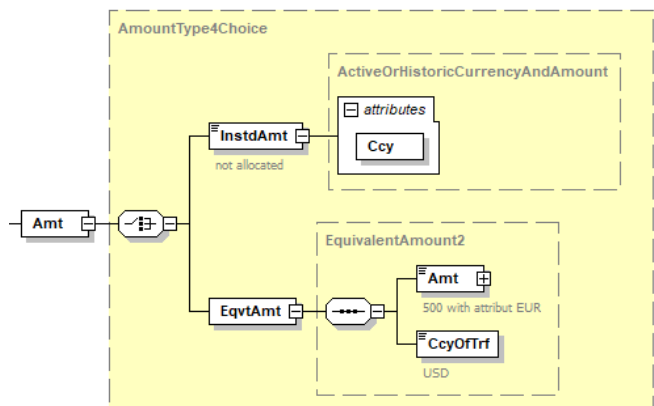 AmountType4Choice
ActiveOrHistoricCurrencyAndAmount
attributes
InstdAmt
Ccy
not allocated
Amt
EquivalentAmount2
Amt
500 with attribut EUR
EqvtAmt
CcyOfTrf
USD